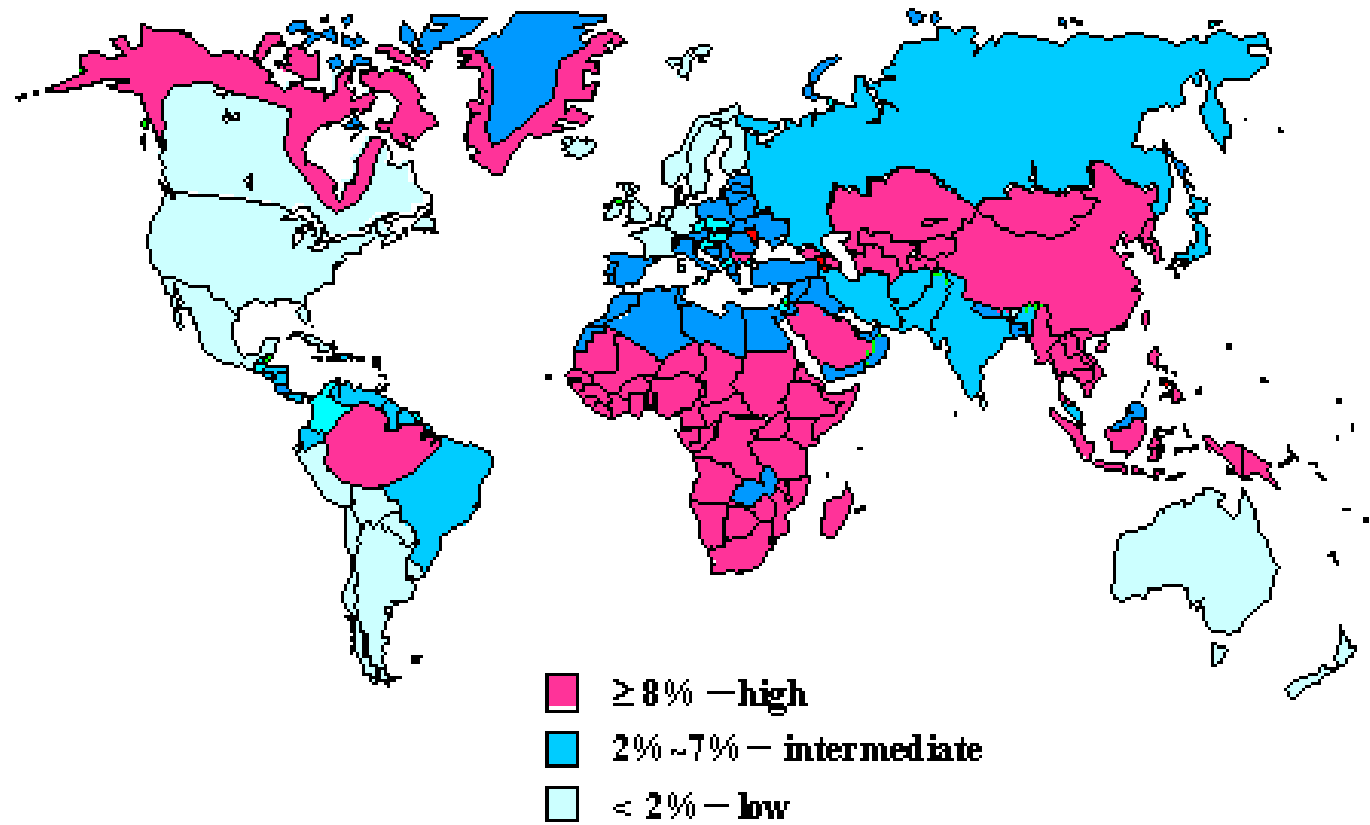 ≥ 8% — high
2% ~7% — intermediate
< 2% — low